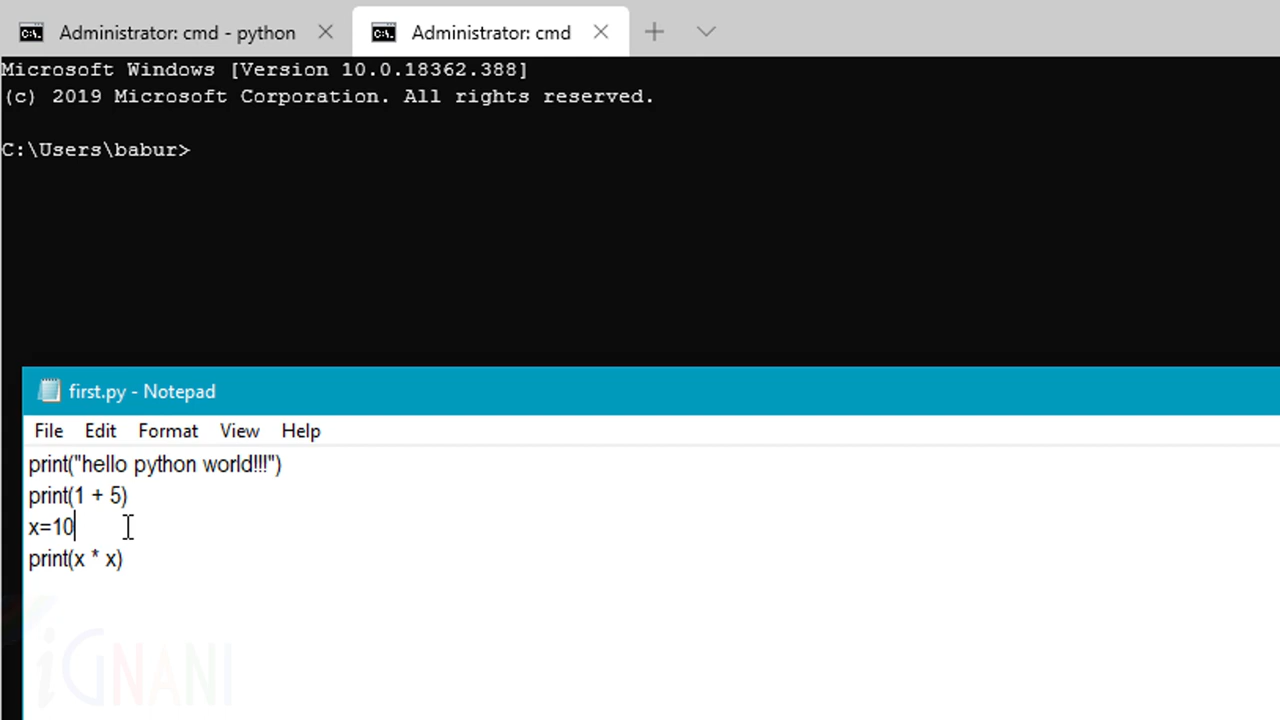 Administrator: cmd - python
Administrator: cmd
Microsoft Windows [Version 10.0.18362.388]
(c) 2019 Microsoft Corporation. All rights reserved.
C:\Users\babur>
first.py - Notepad
File Edit Format View Help
print("hello python world!!!")
print(1 + 5)
x=10
print(x * x)
iGNANI